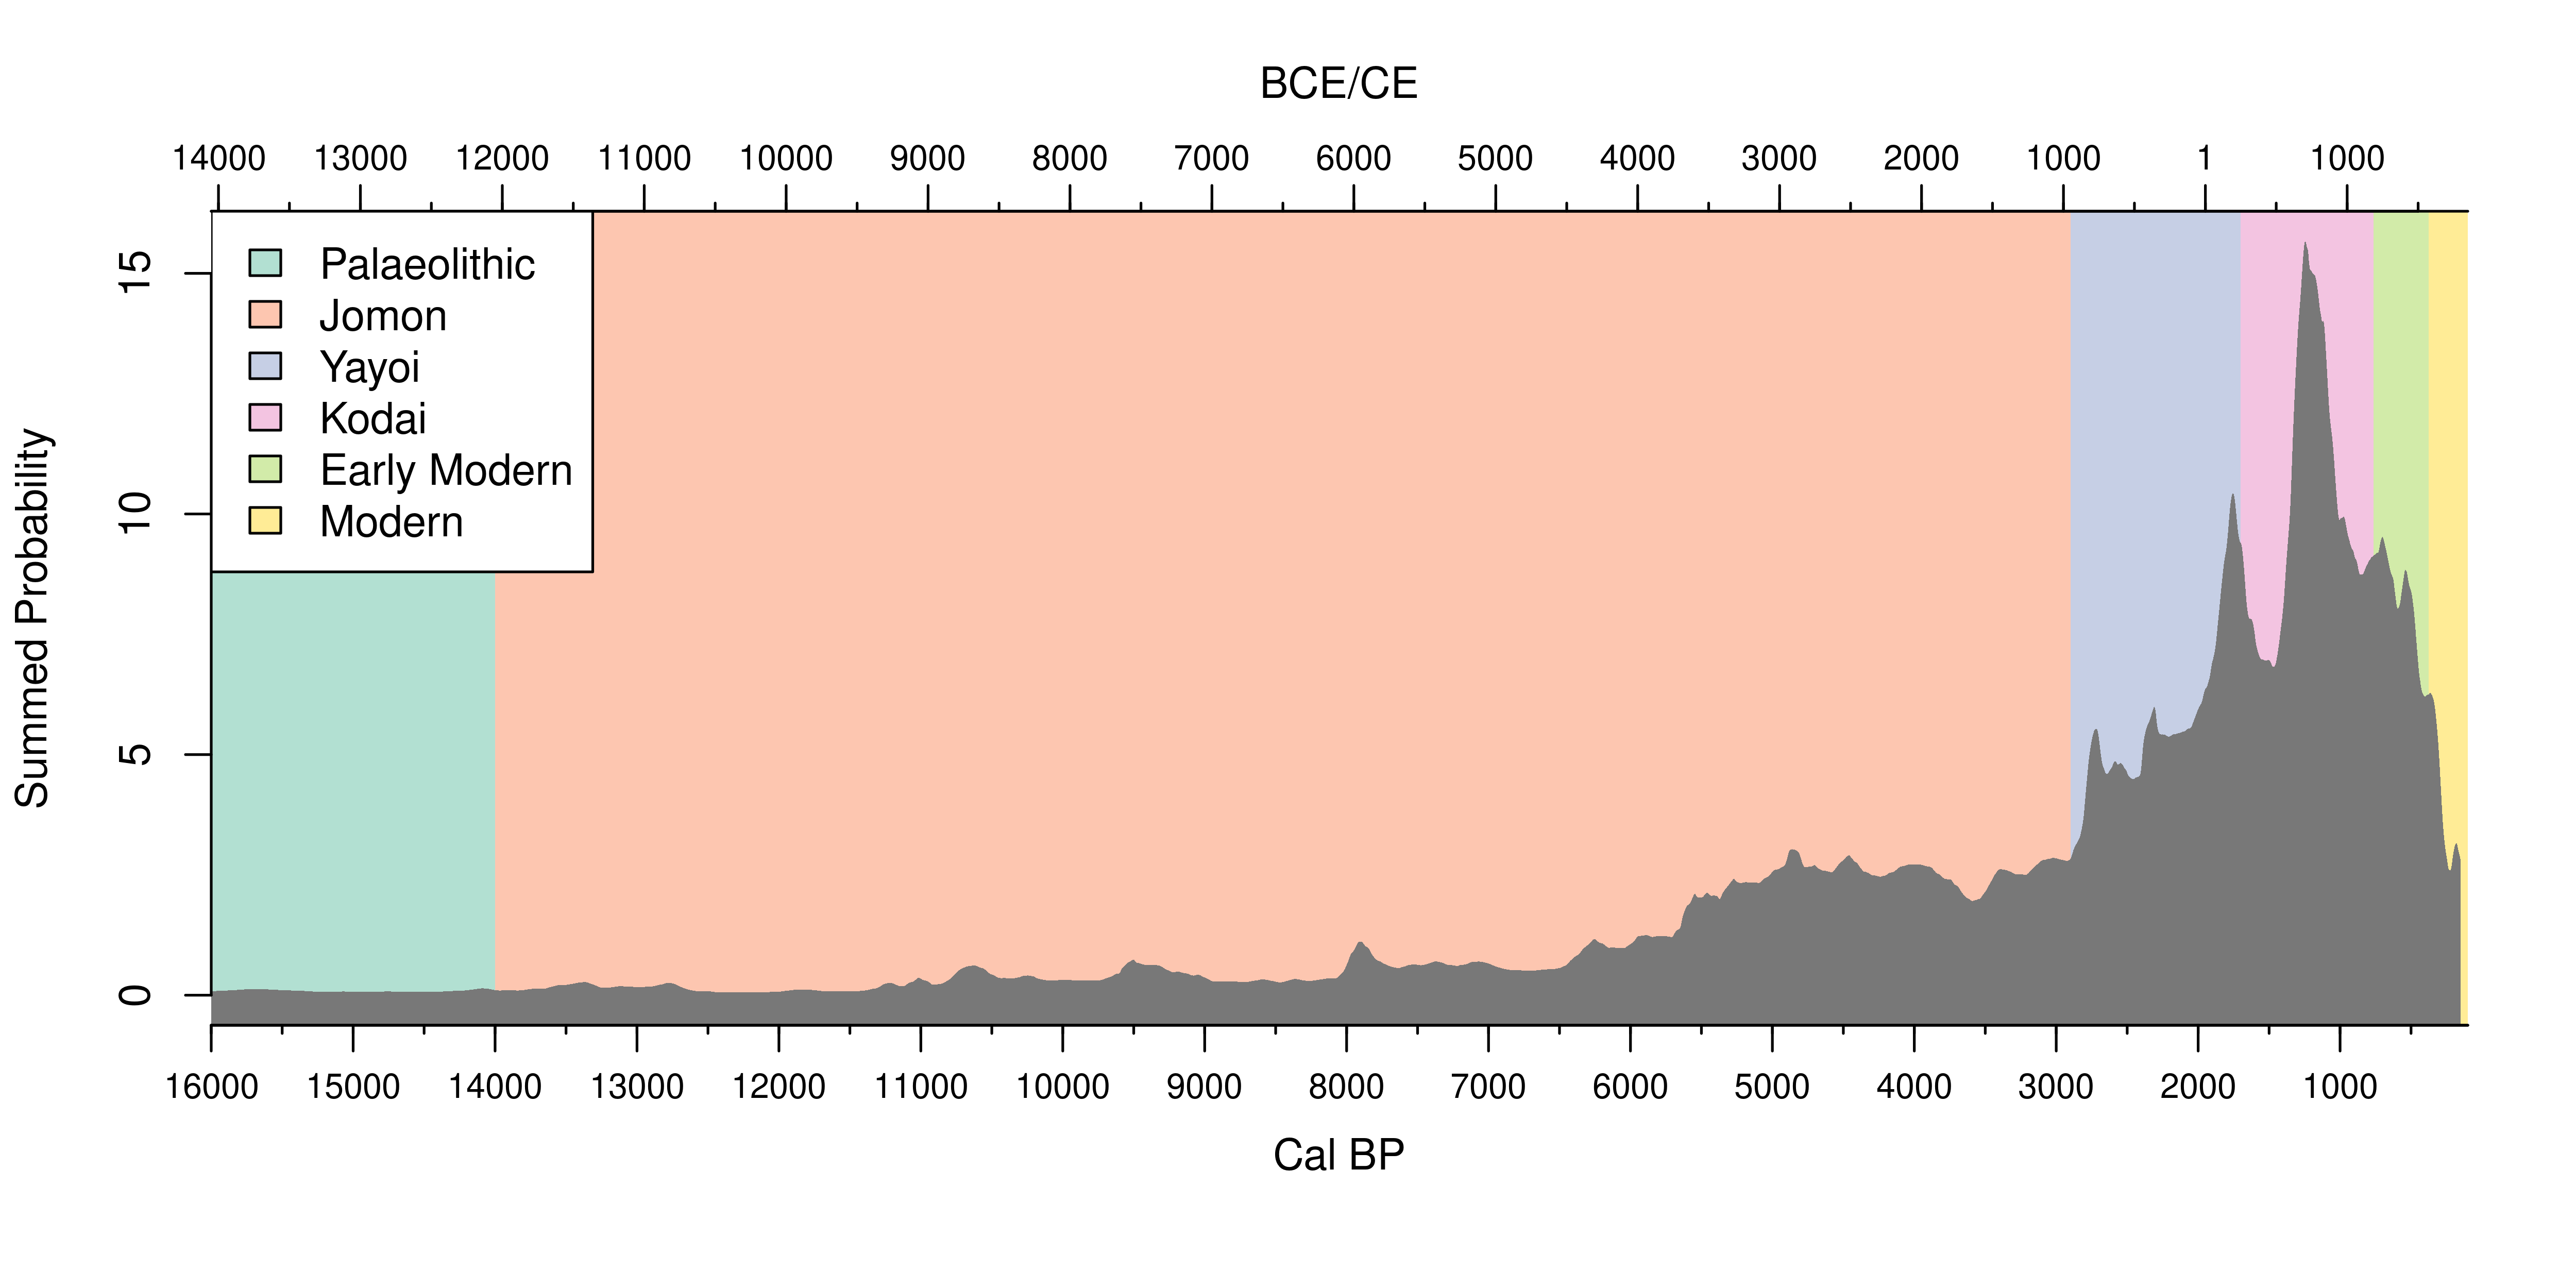 BCE/CE
14000 13000 12000 11000 10000 9000 8000 7000 6000 5000 4000 3000 2000 1000 1 1000
Summed Probability
15
10
5
0
Palaeolithic
Jomon
Yayoi
Kodai
Early Modern
Modern
16000 15000 14000 13000 12000 11000 10000 9000 8000 7000 6000 5000 4000 3000 2000 1000
Cal BP